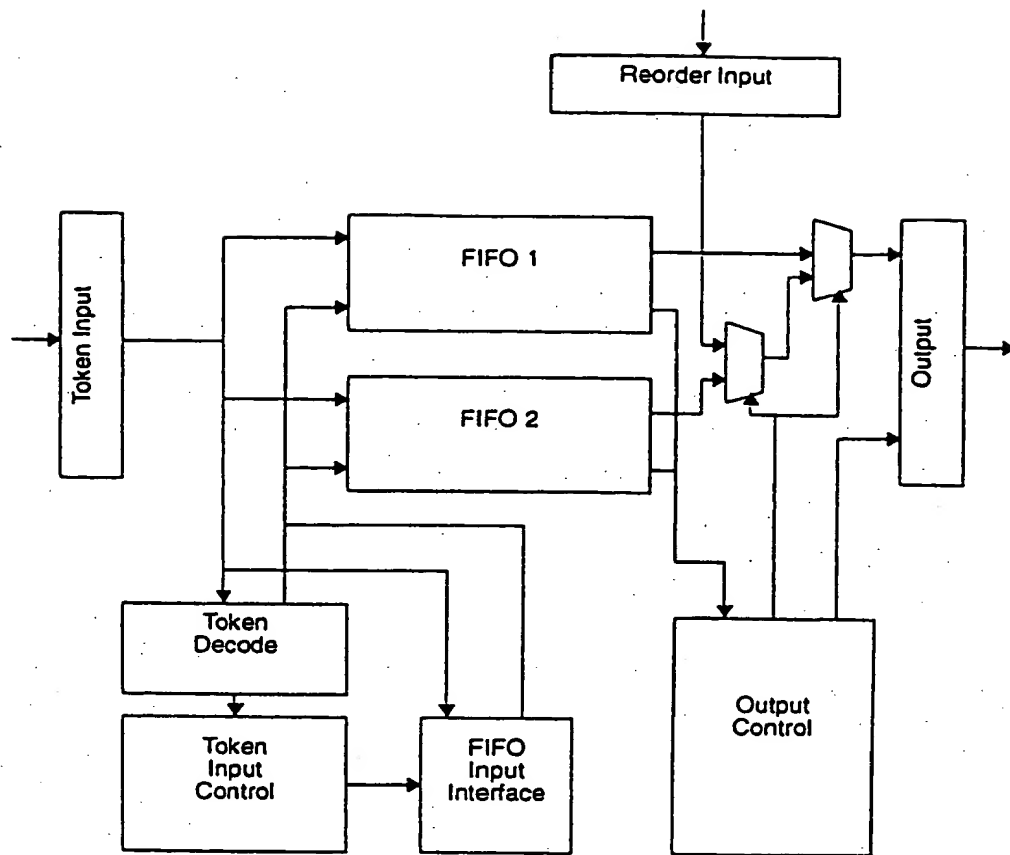 Reorder Input
Token Input
FIFO 1
FIFO 2
Output
Token
Decode
Token
Input
Control
FIFO
Input
Interface
Output
Control